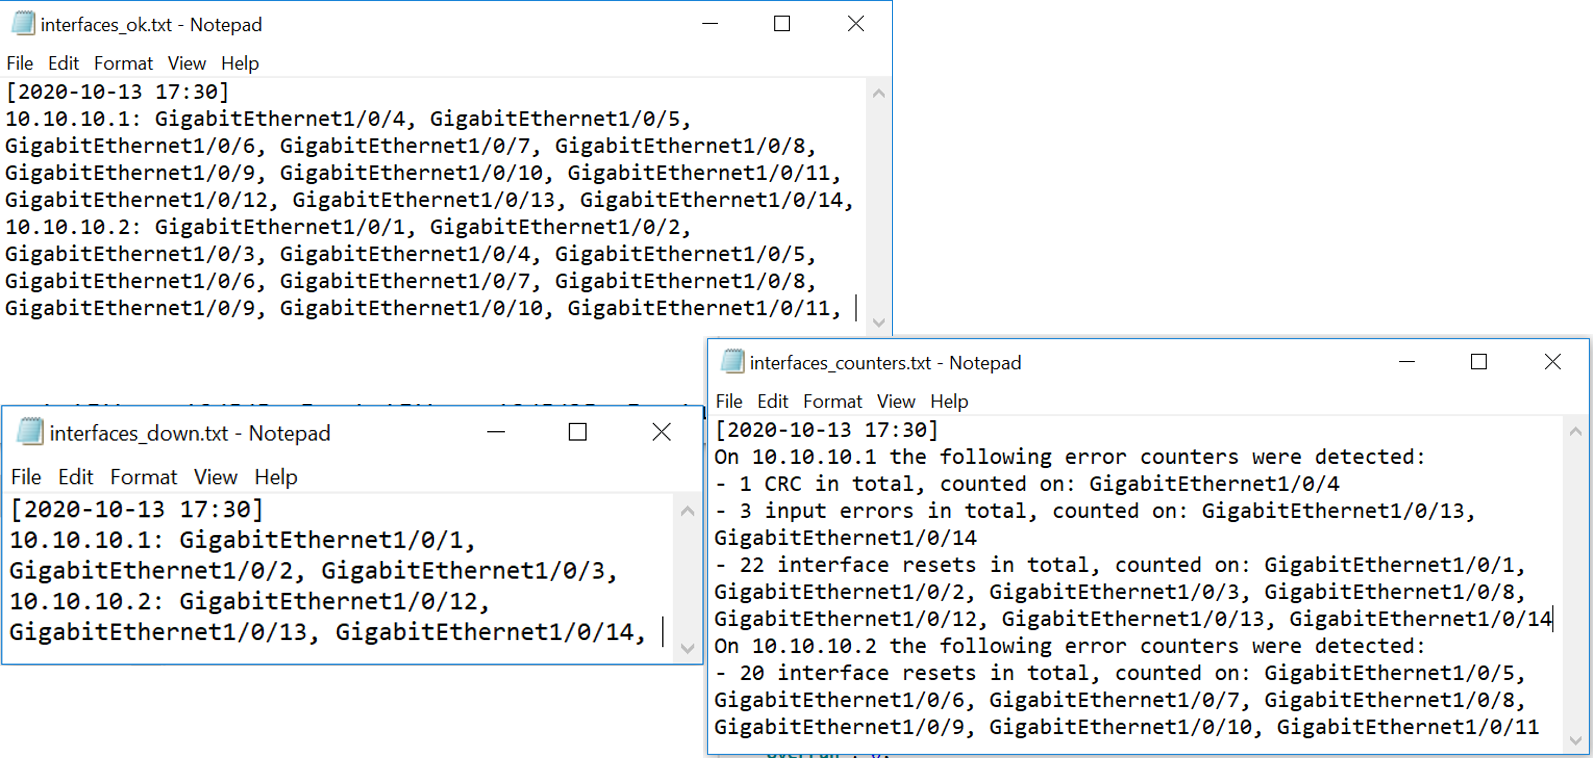 interfaces_ok.txt - Notepad
File Edit Format View Help
[2020-10-13 17:30]
10.10.10.1: GigabitEthernet1/0/4, GigabitEthernet1/0/5,
GigabitEthernet1/0/6, GigabitEthernet1/0/7, GigabitEthernet1/0/8,
GigabitEthernet1/0/9, GigabitEthernet1/0/10, GigabitEthernet1/0/11,
GigabitEthernet1/0/12, GigabitEthernet1/0/13, GigabitEthernet1/0/14,
10.10.10.2: GigabitEthernet1/0/1, GigabitEthernet1/0/2,
GigabitEthernet1/0/3, GigabitEthernet1/0/4, GigabitEthernet1/0/5,
GigabitEthernet1/0/6, GigabitEthernet1/0/7, GigabitEthernet1/0/8,
GigabitEthernet1/0/9, GigabitEthernet1/0/10, GigabitEthernet1/0/11,
interfaces_down.txt - Notepad
File Edit Format View Help
[2020-10-13 17:30]
10.10.10.1: GigabitEthernet1/0/1,
GigabitEthernet1/0/2, GigabitEthernet1/0/3,
10.10.10.2: GigabitEthernet1/0/12,
GigabitEthernet1/0/13, GigabitEthernet1/0/14,
interfaces_counters.txt - Notepad
File Edit Format View Help
[2020-10-13 17:30]
On 10.10.10.1 the following error counters were detected:
- 1 CRC in total, counted on: GigabitEthernet1/0/4
- 3 input errors in total, counted on: GigabitEthernet1/0/13,
GigabitEthernet1/0/14
- 22 interface resets in total, counted on: GigabitEthernet1/0/1,
GigabitEthernet1/0/2, GigabitEthernet1/0/3, GigabitEthernet1/0/8,
GigabitEthernet1/0/12, GigabitEthernet1/0/13, GigabitEthernet1/0/14
On 10.10.10.2 the following error counters were detected:
- 20 interface resets in total, counted on: GigabitEthernet1/0/5,
GigabitEthernet1/0/6, GigabitEthernet1/0/7, GigabitEthernet1/0/8,
GigabitEthernet1/0/9, GigabitEthernet1/0/10, GigabitEthernet1/0/11